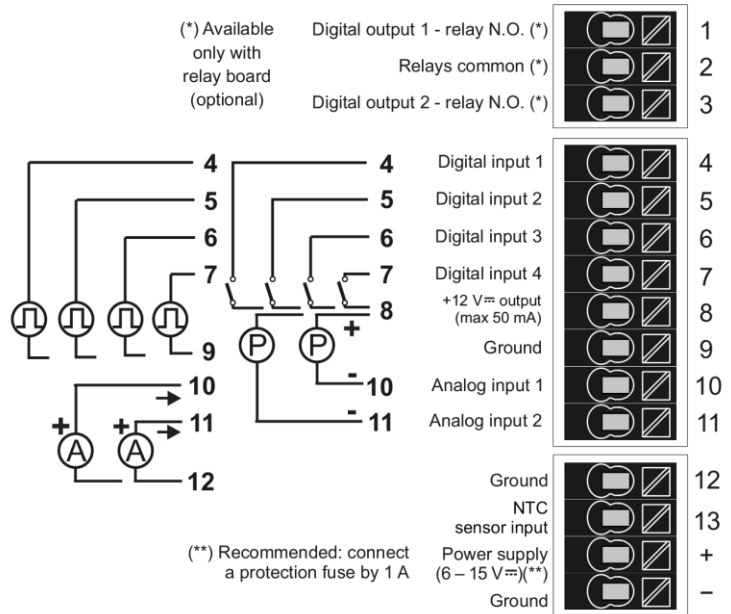 (*) Available
only with
relay board
(optional)
Digital output 1 - relay N.O. (*)
1
Relays common (*)
2
Digital output 2 - relay N.O. (*)
3
4
4
Digital input 1
4
5
5
Digital input 2
5
6
6
Digital input 3
6
7
7
Digital input 4
7
8
+12 V⎓ output
(max 50 mA)
8
P
P
+
9
Ground
9
10
-
10
Analog input 1
10
+
A
+
A
11
-
11
Analog input 2
11
12
Ground
12
NTC
sensor input
13
(**) Recommended: connect
a protection fuse by 1 A
Power supply
(6 – 15 V⎓)(**)
+
Ground
–